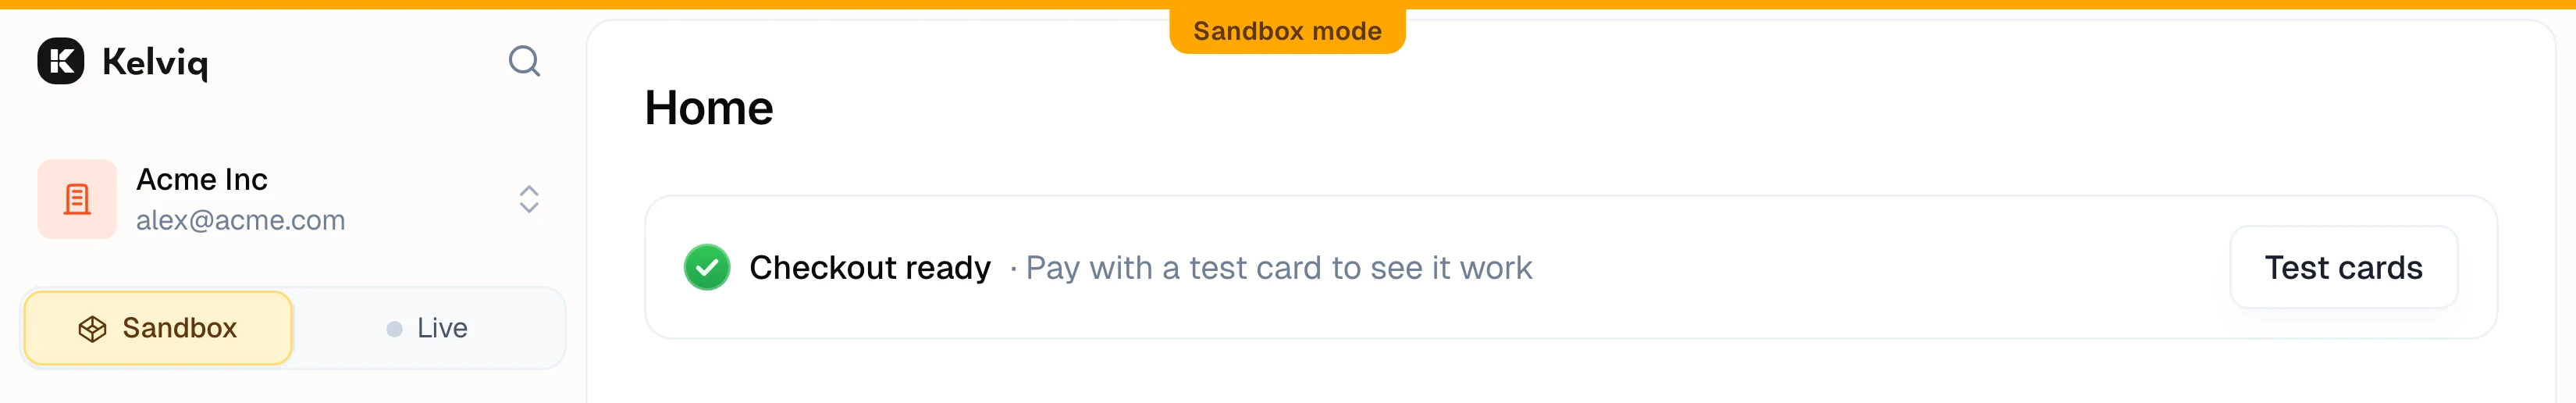 Sandbox mode
Kelviq
Acme Inc
alex@acme.com
Sandbox
Live
Home
Checkout ready · Pay with a test card to see it work
Test cards